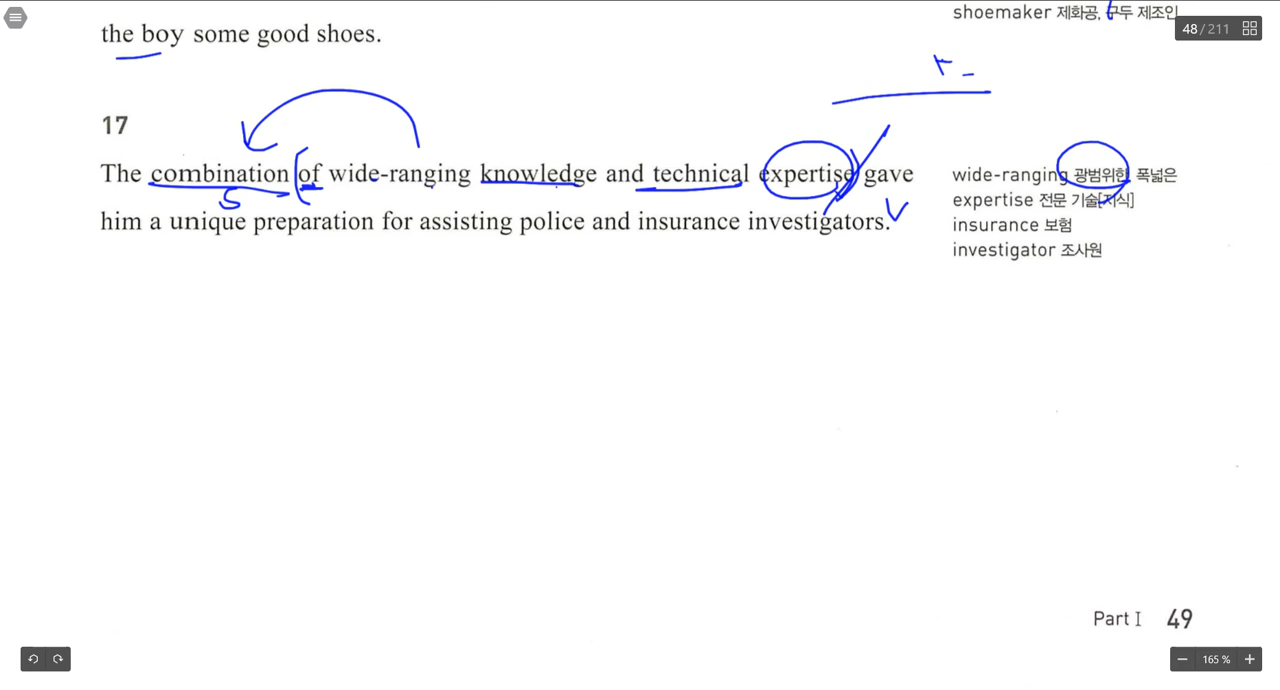 shoemaker 제화공, 구두 제조인
48 / 211
the boy some good shoes.
17
The combination of wide-ranging knowledge and technical expertise gave
him a unique preparation for assisting police and insurance investigators.
S
V
wide-ranging 광범위한 폭넓은
expertise 전문 기술[지식]
insurance 보험
investigator 조사원
Part I 49
165 %